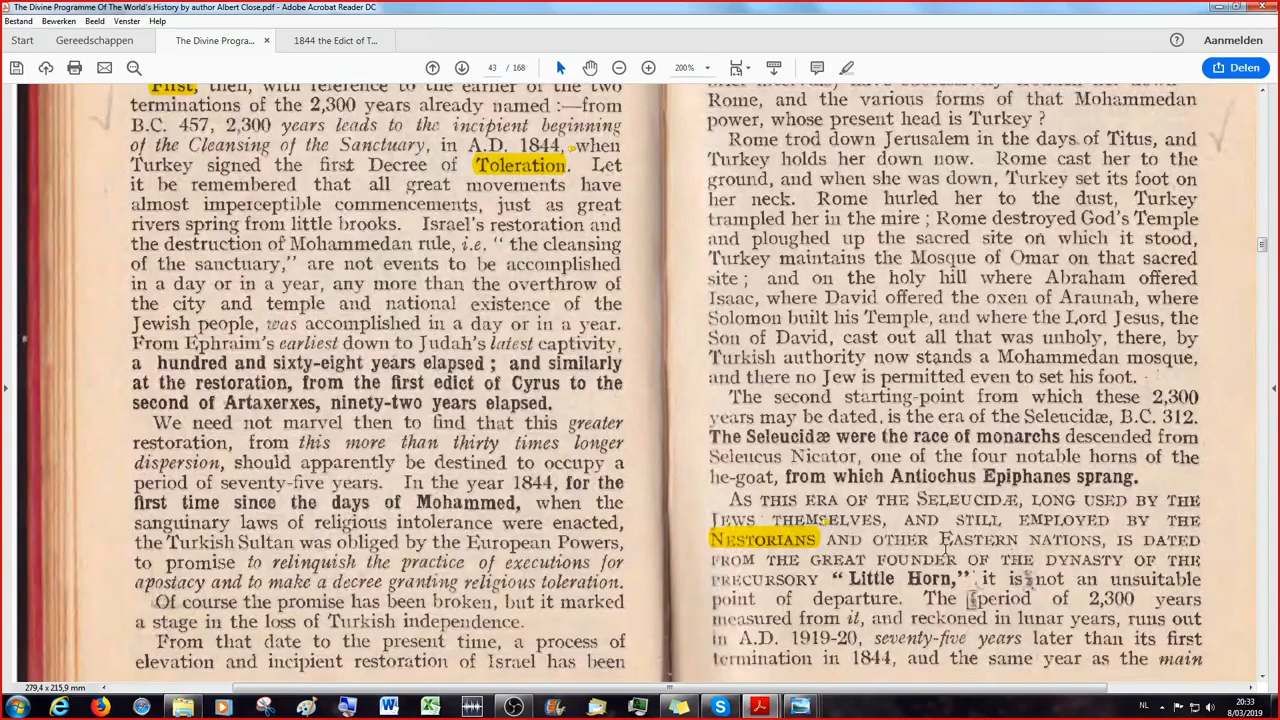 The Divine Programme Of The World's History by author Albert Close.pdf - Adobe Acrobat Reader DC
Bestand Bewerken Beeld Venster Help
Start Gereedschappen The Divine Progra... × 1844 the Edict of T... Aanmelden
43 / 168 200% Delen
First, then, with reference to the earlier of the two
terminations of the 2,300 years already named :—from
B.C. 457, 2,300 years leads to the incipient beginning
of the Cleansing of the Sanctuary, in A.D. 1844, when
Turkey signed the first Decree of Toleration. Let
it be remembered that all great movements have
almost imperceptible commencements, just as great
rivers spring from little brooks. Israel's restoration and
the destruction of Mohammedan rule, i.e. " the cleansing
of the sanctuary," are not events to be accomplished
in a day or in a year, any more than the overthrow of
the city and temple and national existence of the
Jewish people, was accomplished in a day or in a year.
From Ephraim's earliest down to Judah's latest captivity,
a hundred and sixty-eight years elapsed ; and similarly
at the restoration, from the first edict of Cyrus to the
second of Artaxerxes, ninety-two years elapsed.
We need not marvel then to find that this greater
restoration, from this more than thirty times longer
dispersion, should apparently be destined to occupy a
period of seventy-five years. In the year 1844, for the
first time since the days of Mohammed, when the
sanguinary laws of religious intolerance were enacted,
the Turkish Sultan was obliged by the European Powers,
to promise to relinquish the practice of executions for
apostacy and to make a decree granting religious toleration.
Of course the promise has been broken, but it marked
a stage in the loss of Turkish independence.
From that date to the present time, a process of
elevation and incipient restoration of Israel has been
Rome, and the various forms of that Mohammedan
power, whose present head is Turkey ?
Rome trod down Jerusalem in the days of Titus, and
Turkey holds her down now. Rome cast her to the
ground, and when she was down, Turkey set its foot on
her neck. Rome hurled her to the dust, Turkey
trampled her in the mire ; Rome destroyed God's Temple
and ploughed up the sacred site on which it stood,
Turkey maintains the Mosque of Omar on that sacred
site ; and on the holy hill where Abraham offered
Isaac, where David offered the oxen of Araunah, where
Solomon built his Temple, and where the Lord Jesus, the
Son of David, cast out all that was unholy, there, by
Turkish authority now stands a Mohammedan mosque,
and there no Jew is permitted even to set his foot.
The second starting-point from which these 2,300
years may be dated, is the era of the Seleucidæ, B.C. 312.
The Seleucidæ were the race of monarchs descended from
Seleucus Nicator, one of the four notable horns of the
he-goat, from which Antiochus Epiphanes sprang.
AS THIS ERA OF THE SELEUCIDÆ, LONG USED BY THE
JEWS THEMSELVES, AND STILL EMPLOYED BY THE
NESTORIANS AND OTHER EASTERN NATIONS, IS DATED
FROM THE GREAT FOUNDER OF THE DYNASTY OF THE
PRECURSORY " Little Horn," it is not an unsuitable
point of departure. The period of 2,300 years
measured from it, and reckoned in lunar years, runs out
in A.D. 1919-20, seventy-five years later than its first
termination in 1844, and the same year as the main
279,4 x 215,9 mm
NL 20:33
8/03/2019